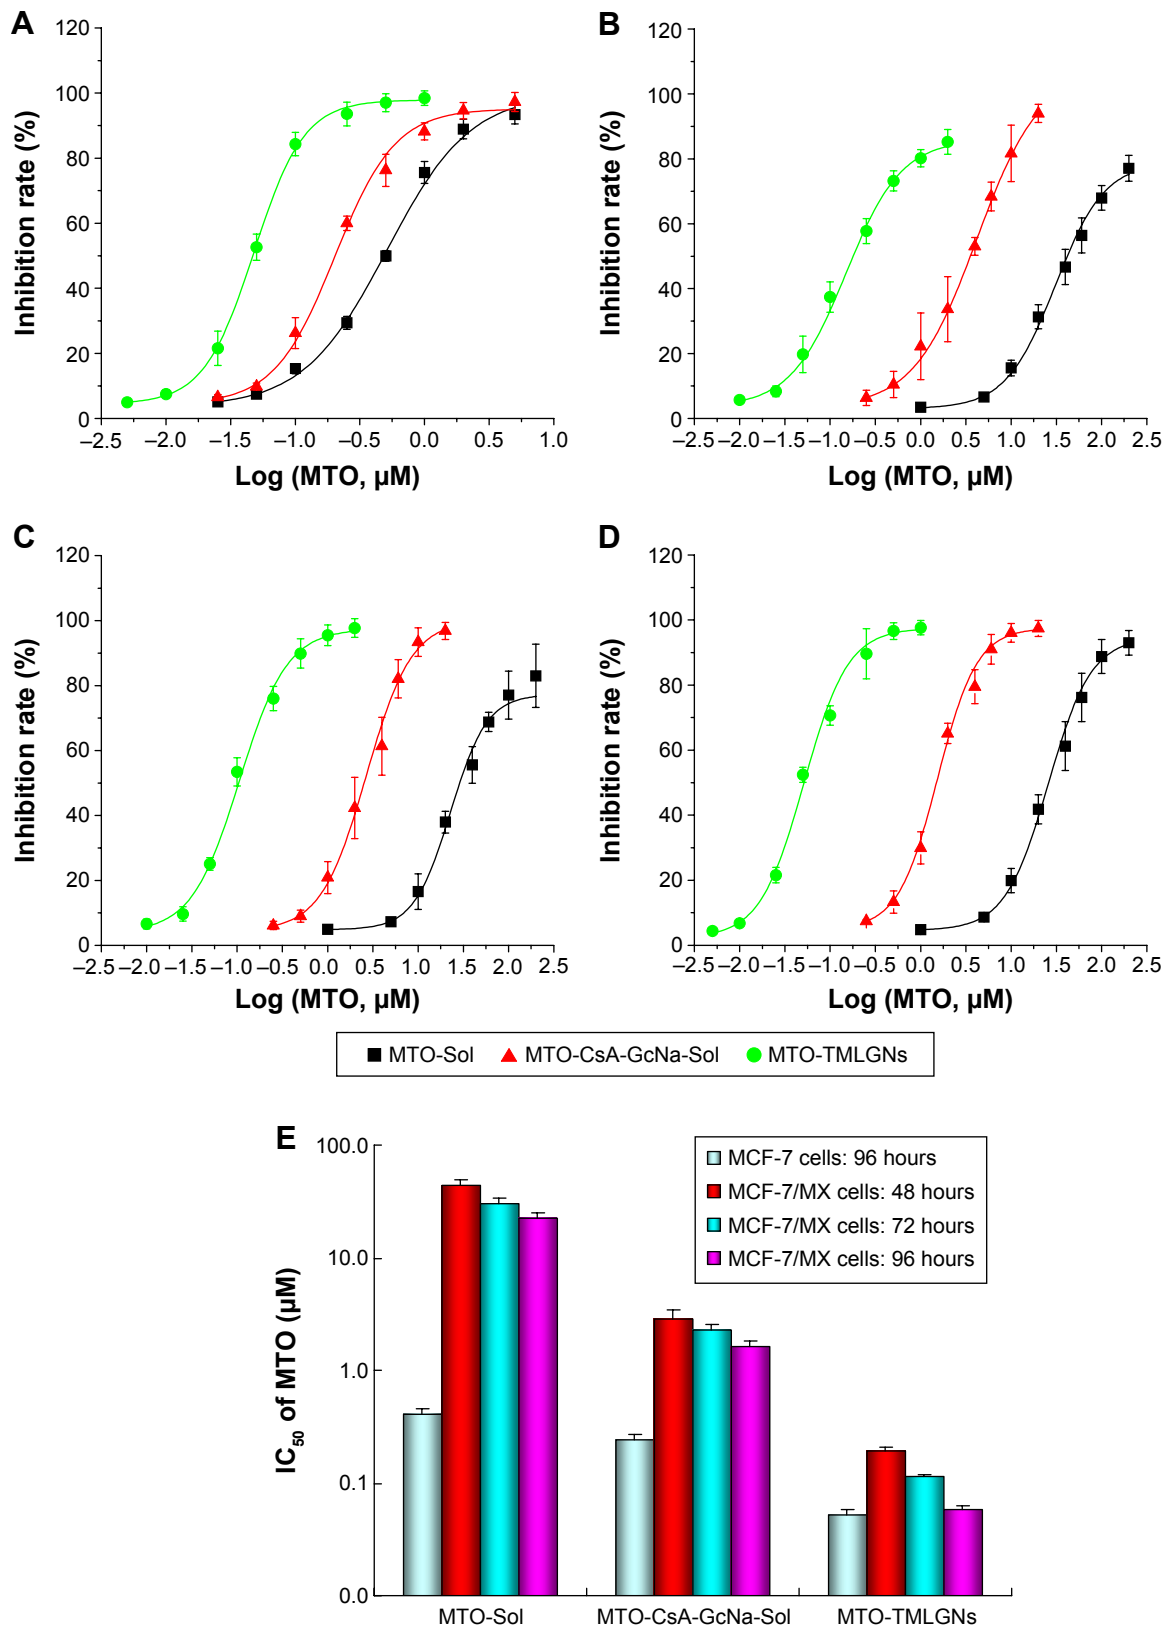 A
120
100
80
60
40
20
0
Inhibition rate (%)
–2.5 –2.0 –1.5 –1.0 –0.5 0.0 0.5 1.0
Log (MTO, µM)
B
120
100
80
60
40
20
0
Inhibition rate (%)
–2.5 –2.0 –1.5 –1.0 –0.5 0.0 0.5 1.0 1.5 2.0 2.5
Log (MTO, µM)
C
120
100
80
60
40
20
0
Inhibition rate (%)
–2.5 –2.0 –1.5 –1.0 –0.5 0.0 0.5 1.0 1.5 2.0 2.5
Log (MTO, µM)
D
120
100
80
60
40
20
0
Inhibition rate (%)
–2.5 –2.0 –1.5 –1.0 –0.5 0.0 0.5 1.0 1.5 2.0 2.5
Log (MTO, µM)
MTO-Sol MTO-CsA-GcNa-Sol MTO-TMLGNs
E
100.0
10.0
1.0
0.1
0.0
IC50 of MTO (µM)
MCF-7 cells: 96 hours
MCF-7/MX cells: 48 hours
MCF-7/MX cells: 72 hours
MCF-7/MX cells: 96 hours
MTO-Sol MTO-CsA-GcNa-Sol MTO-TMLGNs